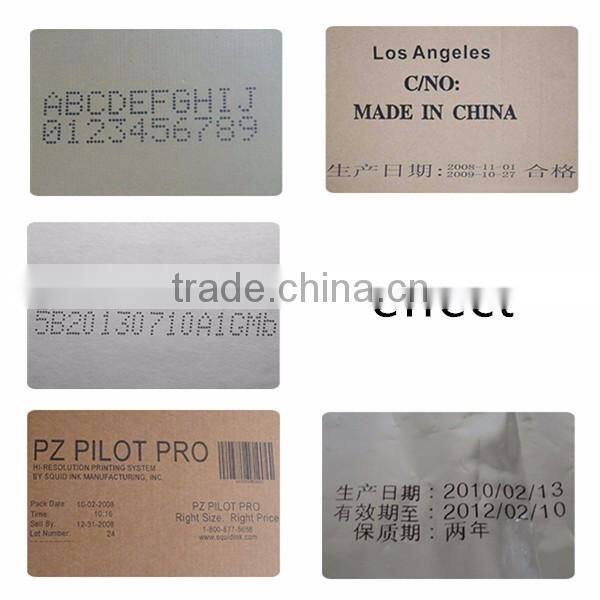 ABCDEFGHIJ
0123456789
Los Angeles
C/NO:
MADE IN CHINA
生产日期: 2008-11-01
2009-10-27 合格
trade.china.cn
5B20130710A1GM6
effect
PZ PILOT PRO
HI-RESOLUTION PRINTING SYSTEM
BY SQUID INK MANUFACTURING, INC.
Pack Date: 10-02-2008
Time: 10:16
Sell By: 12-31-2008
Lot Number: 24
PZ PILOT PRO
Right Size. Right Price
1-800-877-5658
www.squidink.com
生产日期：2010/02/13
有效期至：2012/02/10
保质期：两年